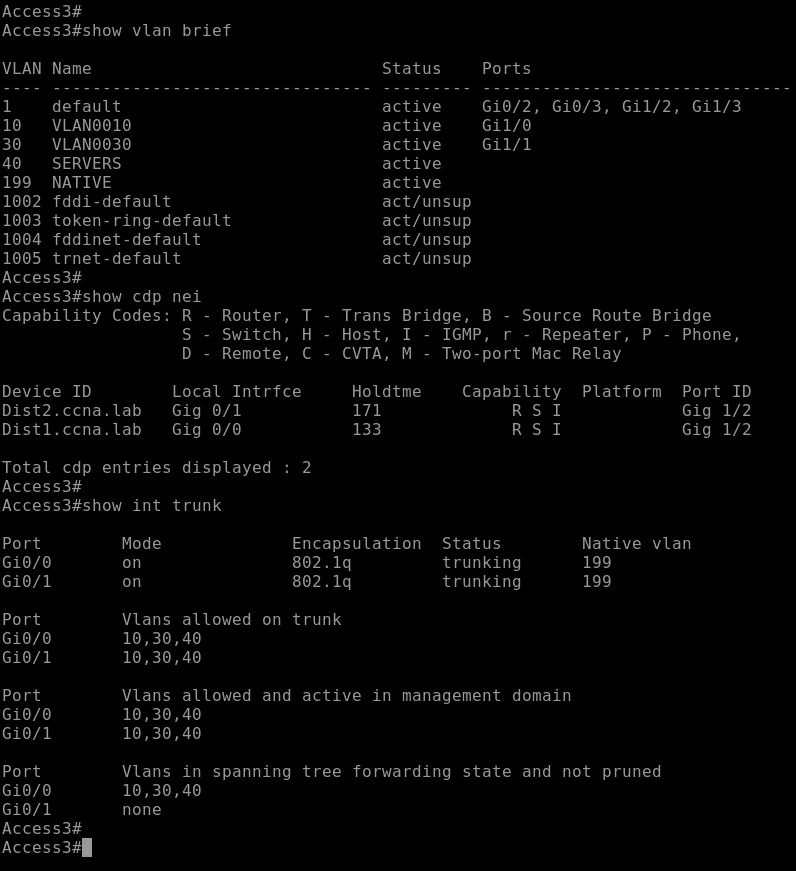 Access3#
Access3#show vlan brief
VLAN Name                             Status    Ports
---- -------------------------------- --------- -------------------------------
1    default                          active    Gi0/2, Gi0/3, Gi1/2, Gi1/3
10   VLAN0010                         active    Gi1/0
30   VLAN0030                         active    Gi1/1
40   SERVERS                          active
199  NATIVE                           active
1002 fddi-default                     act/unsup
1003 token-ring-default               act/unsup
1004 fddinet-default                  act/unsup
1005 trnet-default                    act/unsup
Access3#
Access3#show cdp nei
Capability Codes: R - Router, T - Trans Bridge, B - Source Route Bridge
                  S - Switch, H - Host, I - IGMP, r - Repeater, P - Phone,
                  D - Remote, C - CVTA, M - Two-port Mac Relay
Device ID        Local Intrfce     Holdtme    Capability  Platform  Port ID
Dist2.ccna.lab   Gig 0/1           171             R S I            Gig 1/2
Dist1.ccna.lab   Gig 0/0           133             R S I            Gig 1/2
Total cdp entries displayed : 2
Access3#
Access3#show int trunk
Port        Mode             Encapsulation  Status        Native vlan
Gi0/0       on               802.1q         trunking      199
Gi0/1       on               802.1q         trunking      199
Port        Vlans allowed on trunk
Gi0/0       10,30,40
Gi0/1       10,30,40
Port        Vlans allowed and active in management domain
Gi0/0       10,30,40
Gi0/1       10,30,40
Port        Vlans in spanning tree forwarding state and not pruned
Gi0/0       10,30,40
Gi0/1       none
Access3#
Access3#